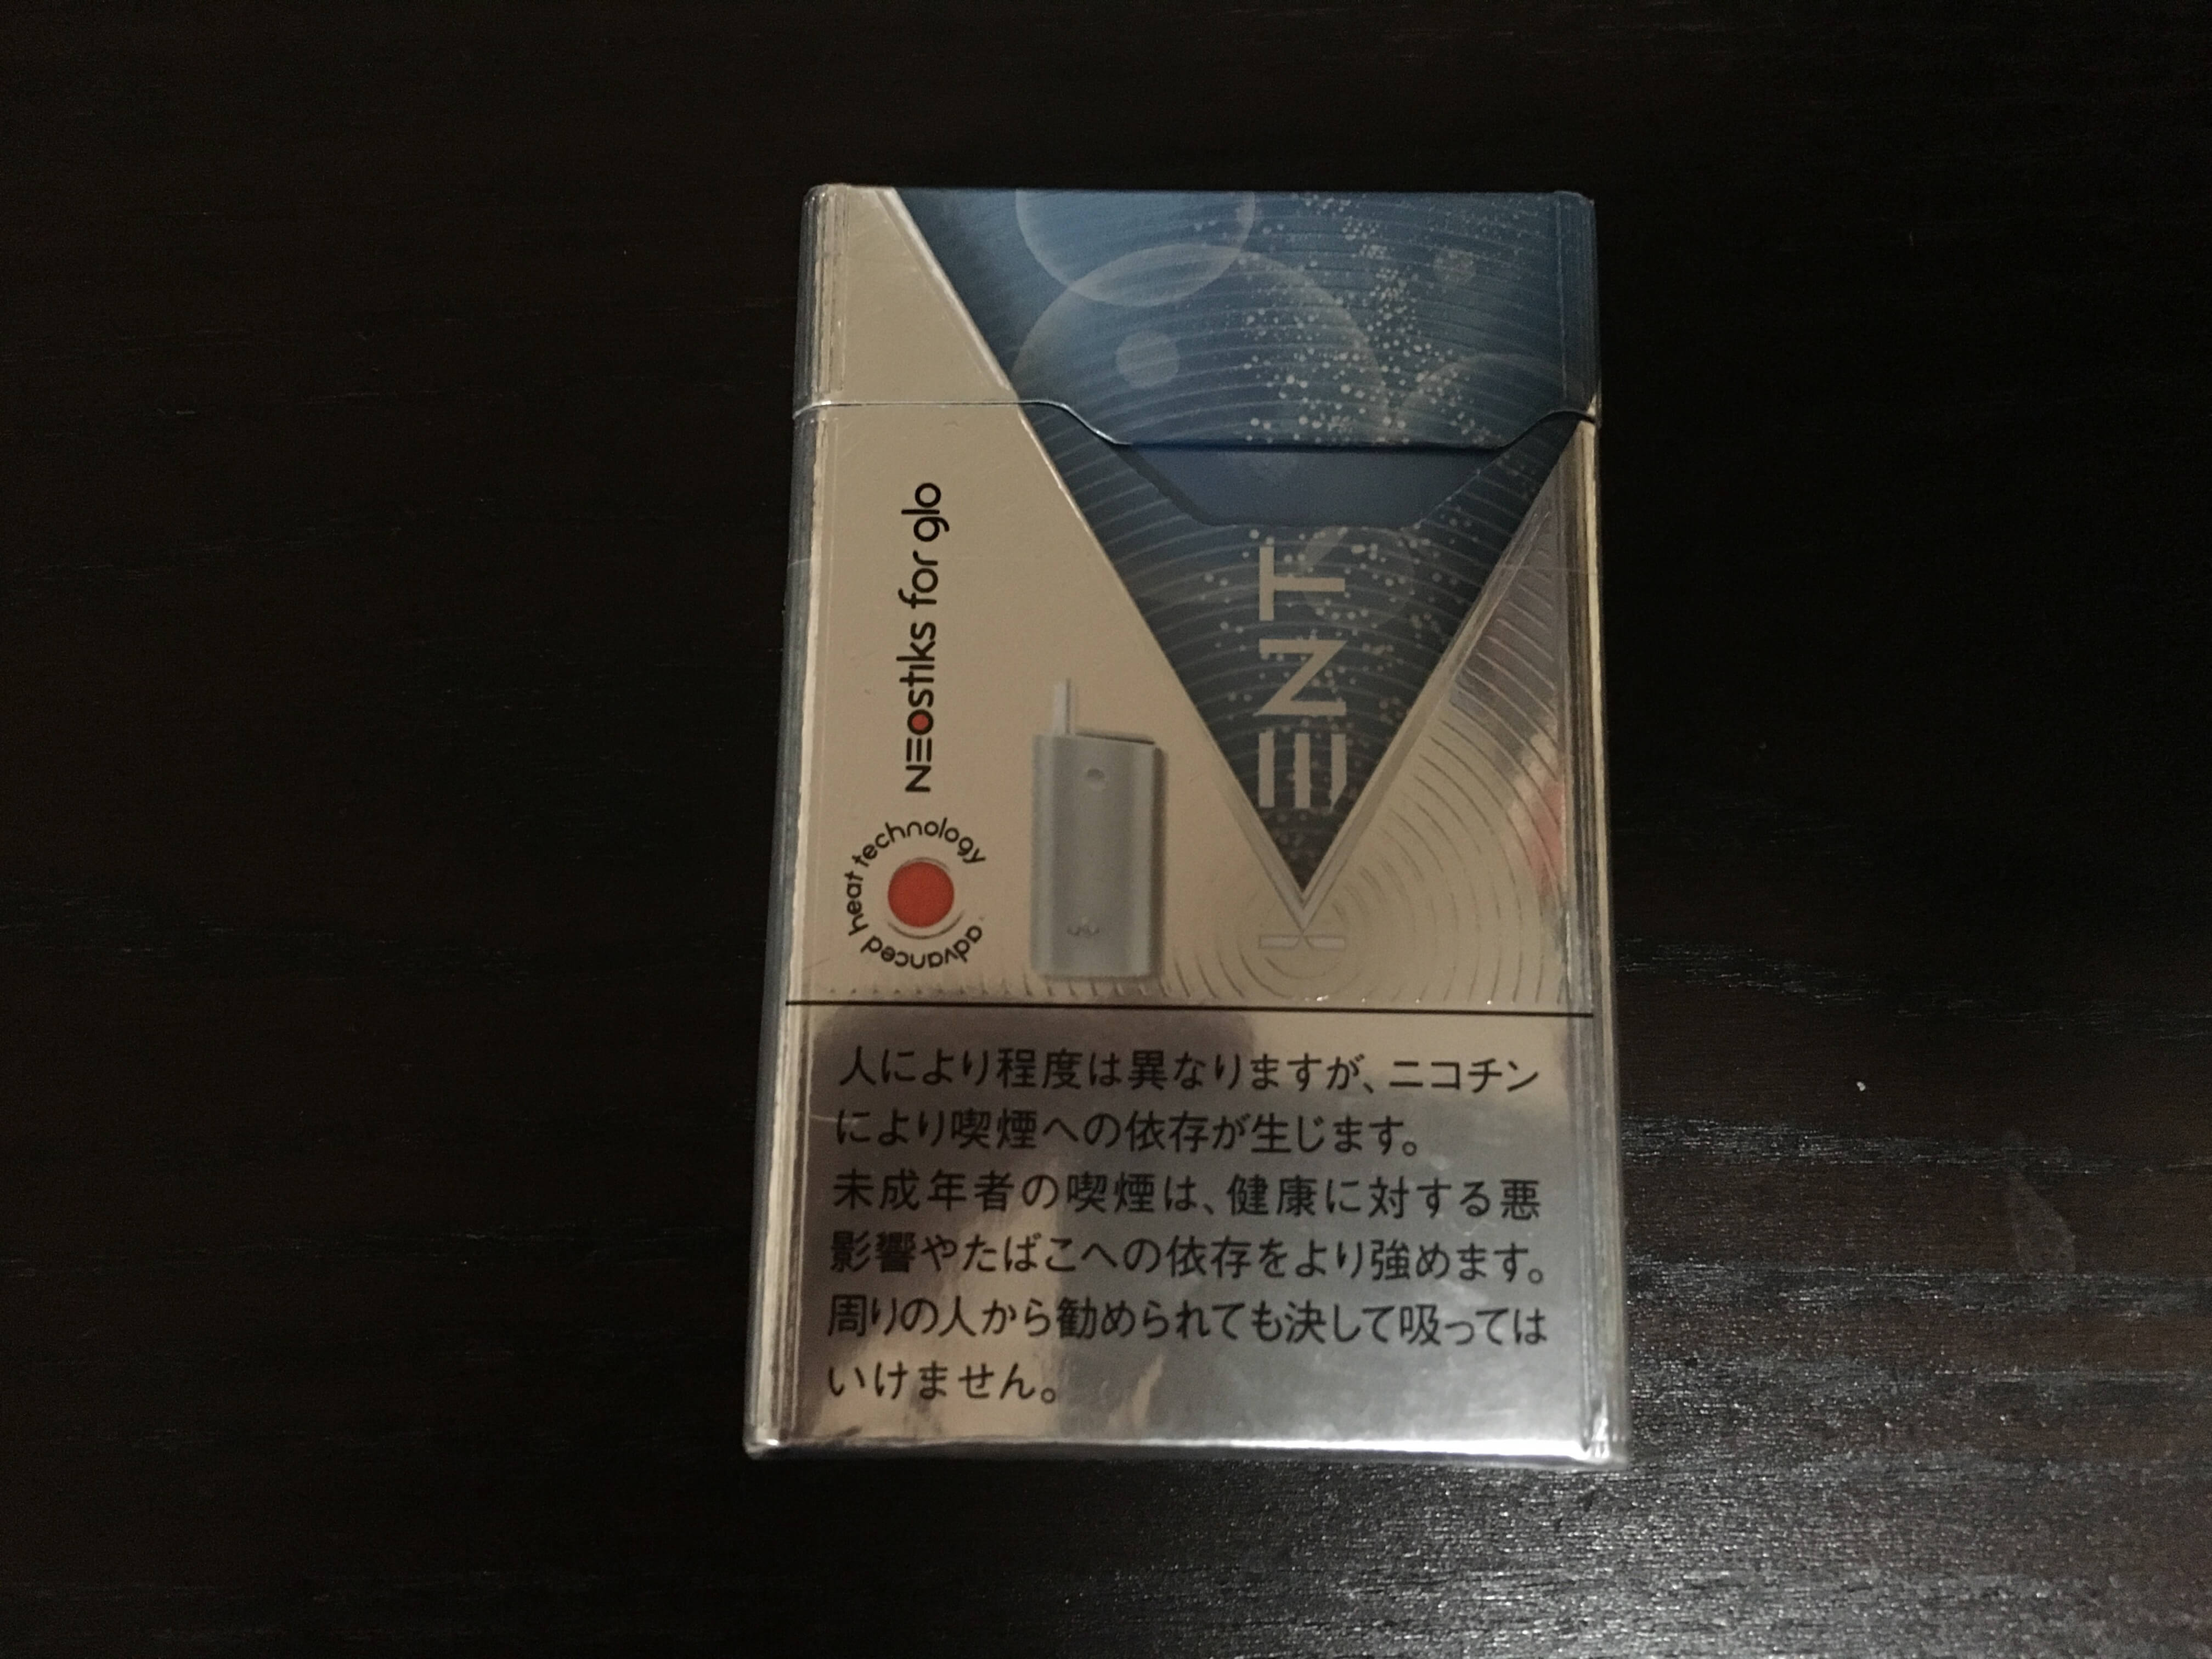 NEOstiks for glo
advanced heat technology
KENT
人により程度は異なりますが、ニコチン
により喫煙への依存が生じます。
未成年者の喫煙は、健康に対する悪
影響やたばこへの依存をより強めます。
周りの人から勧められても決して吸っては
いけません。